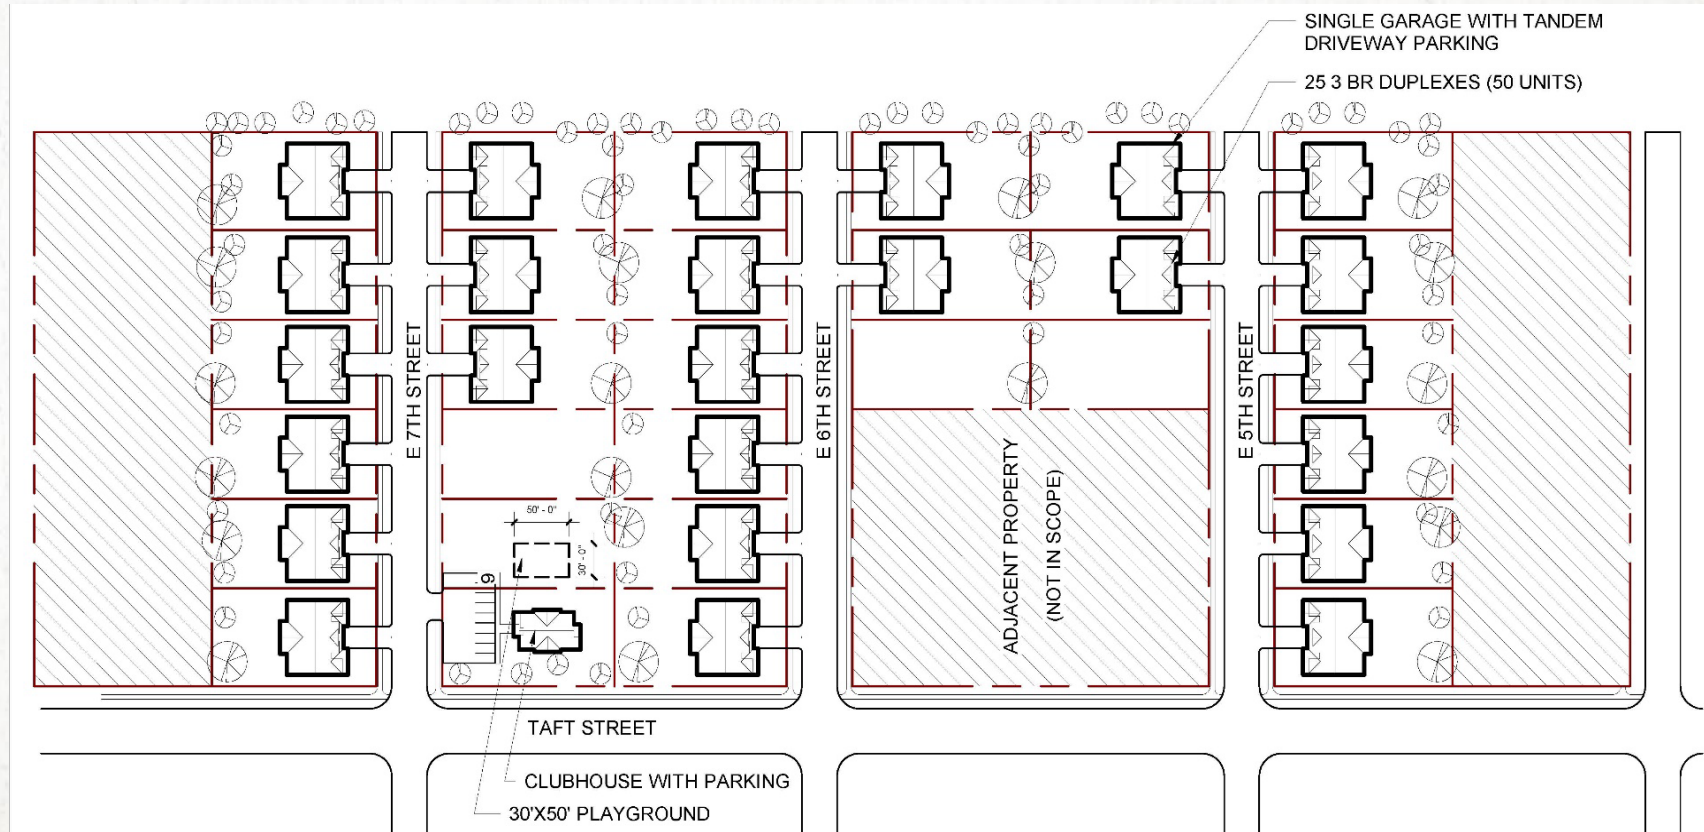 SINGLE GARAGE WITH TANDEM
DRIVEWAY PARKING
25 3 BR DUPLEXES (50 UNITS)
E 7TH STREET
E 6TH STREET
E 5TH STREET
ADJACENT PROPERTY
(NOT IN SCOPE)
50' - 0"
30' - 0"
9
TAFT STREET
CLUBHOUSE WITH PARKING
30'X50' PLAYGROUND